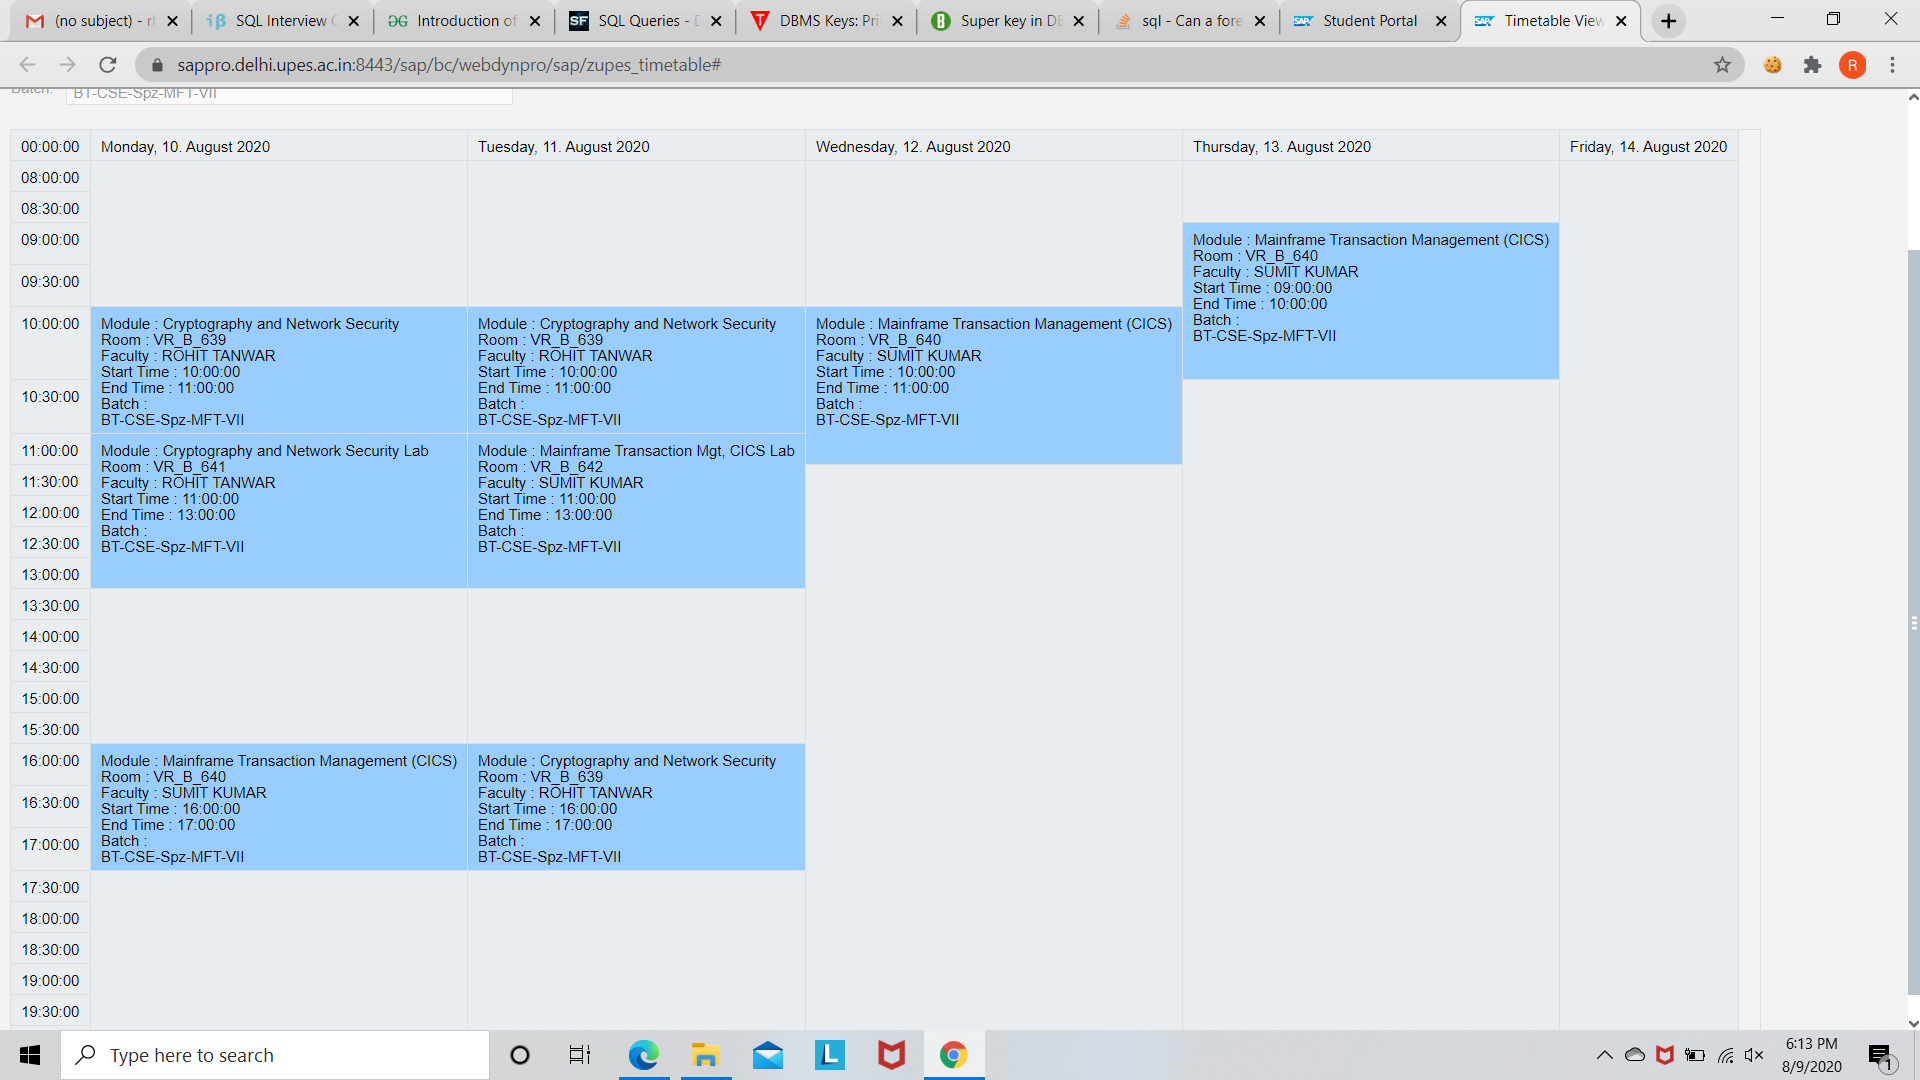 (no subject) - rl
SQL Interview
Introduction of
SQL Queries -
DBMS Keys: Pri
Super key in DB
sql - Can a fore
Student Portal
Timetable View
sappro.delhi.upes.ac.in:8443/sap/bc/webdynpro/sap/zupes_timetable#
R
Batch:
BT-CSE-Spz-MFT-VII
00:00:00
Monday, 10. August 2020
Tuesday, 11. August 2020
Wednesday, 12. August 2020
Thursday, 13. August 2020
Friday, 14. August 2020
08:00:00
08:30:00
09:00:00
Module : Mainframe Transaction Management (CICS)
Room : VR_B_640
Faculty : SUMIT KUMAR
Start Time : 09:00:00
End Time : 10:00:00
Batch :
BT-CSE-Spz-MFT-VII
09:30:00
10:00:00
Module : Cryptography and Network Security
Room : VR_B_639
Faculty : ROHIT TANWAR
Start Time : 10:00:00
End Time : 11:00:00
Batch :
BT-CSE-Spz-MFT-VII
Module : Cryptography and Network Security
Room : VR_B_639
Faculty : ROHIT TANWAR
Start Time : 10:00:00
End Time : 11:00:00
Batch :
BT-CSE-Spz-MFT-VII
Module : Mainframe Transaction Management (CICS)
Room : VR_B_640
Faculty : SUMIT KUMAR
Start Time : 10:00:00
End Time : 11:00:00
Batch :
BT-CSE-Spz-MFT-VII
10:30:00
11:00:00
Module : Cryptography and Network Security Lab
Room : VR_B_641
Faculty : ROHIT TANWAR
Start Time : 11:00:00
End Time : 13:00:00
Batch :
BT-CSE-Spz-MFT-VII
Module : Mainframe Transaction Mgt, CICS Lab
Room : VR_B_642
Faculty : SUMIT KUMAR
Start Time : 11:00:00
End Time : 13:00:00
Batch :
BT-CSE-Spz-MFT-VII
11:30:00
12:00:00
12:30:00
13:00:00
13:30:00
14:00:00
14:30:00
15:00:00
15:30:00
16:00:00
Module : Mainframe Transaction Management (CICS)
Room : VR_B_640
Faculty : SUMIT KUMAR
Start Time : 16:00:00
End Time : 17:00:00
Batch :
BT-CSE-Spz-MFT-VII
Module : Cryptography and Network Security
Room : VR_B_639
Faculty : ROHIT TANWAR
Start Time : 16:00:00
End Time : 17:00:00
Batch :
BT-CSE-Spz-MFT-VII
16:30:00
17:00:00
17:30:00
18:00:00
18:30:00
19:00:00
19:30:00
Type here to search
6:13 PM
8/9/2020
1